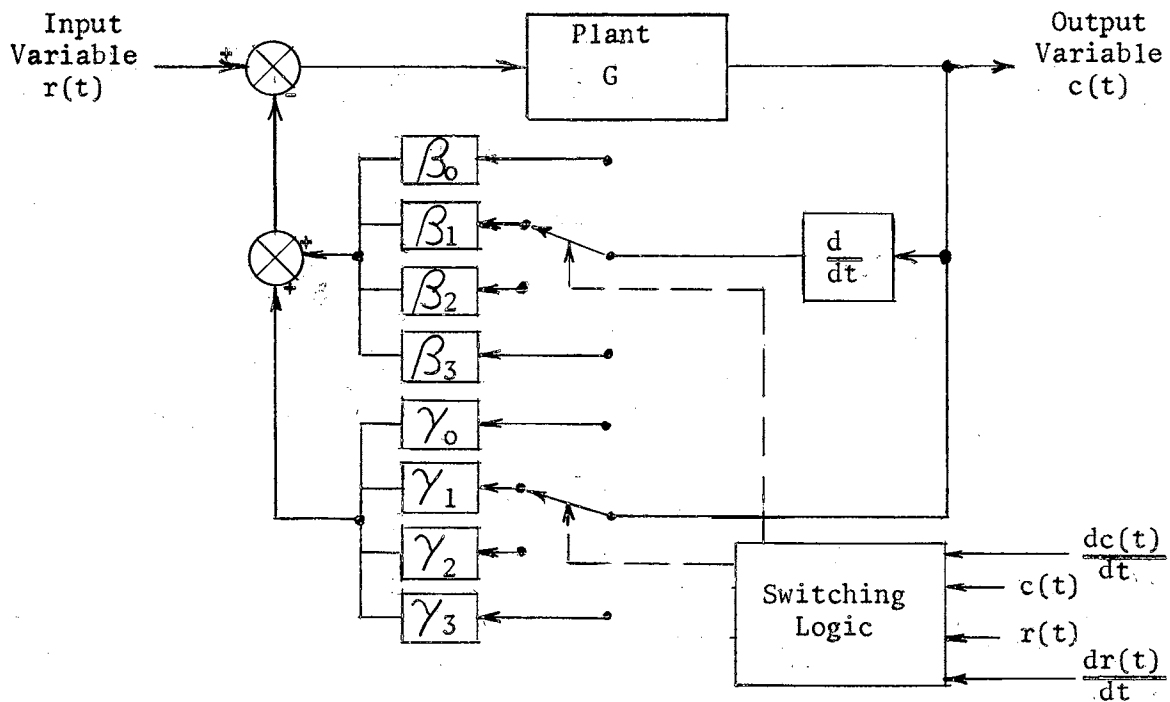 Input
Variable
r(t)
+
-
Plant
G
Output
Variable
c(t)
β₀
β₁
β₂
β₃
+
+
d
dt
γ₀
γ₁
γ₂
γ₃
Switching
Logic
dc(t)
dt
c(t)
r(t)
dr(t)
dt